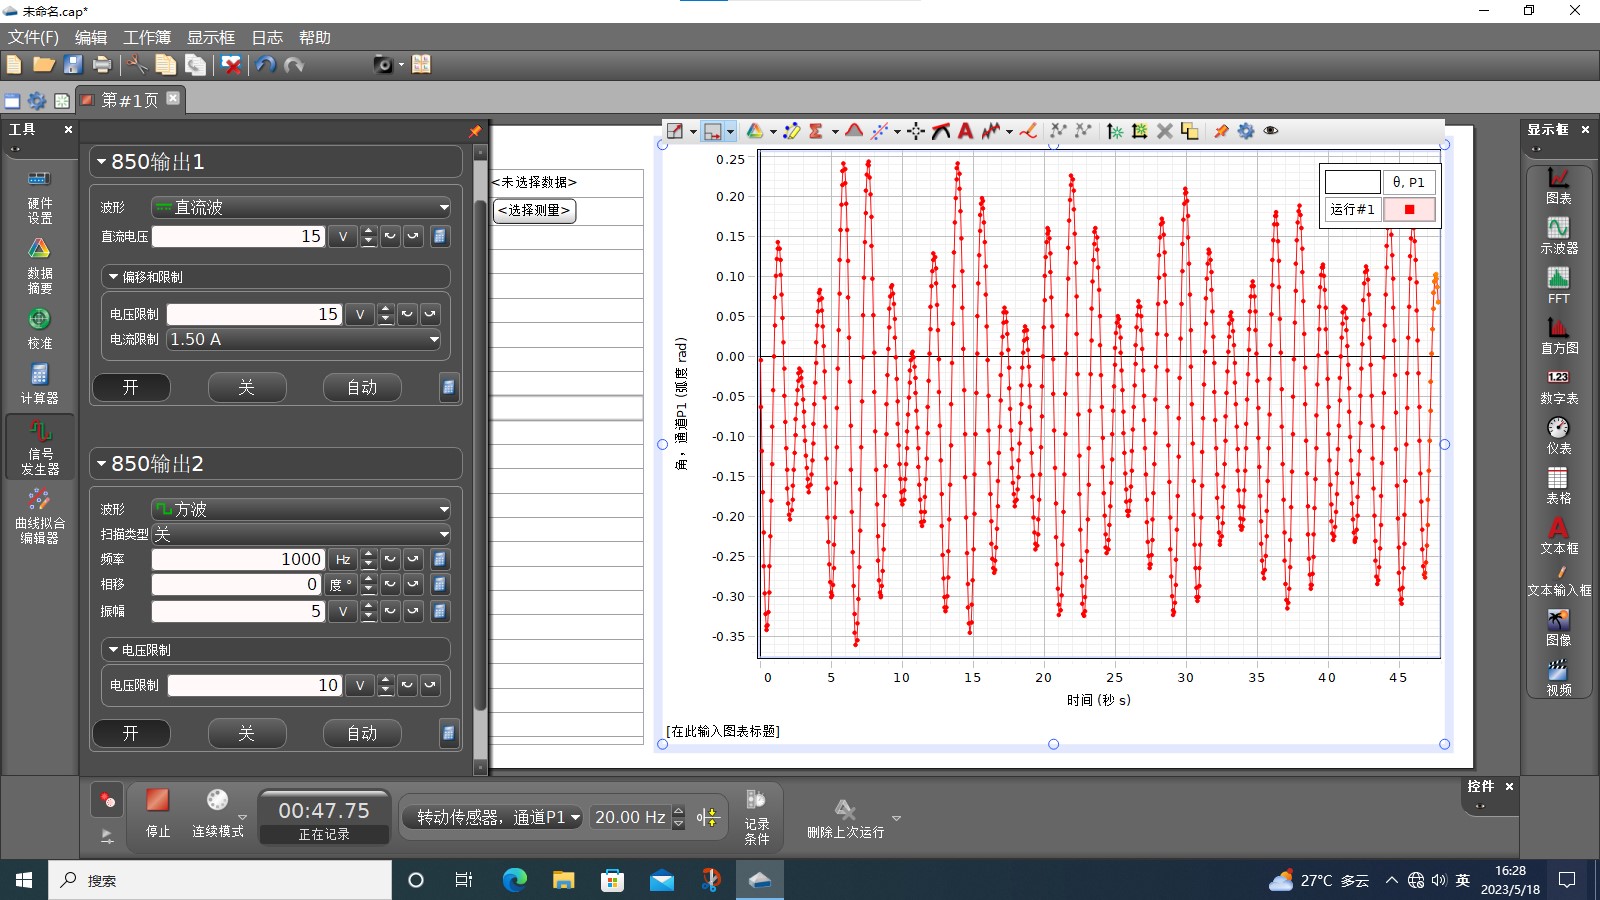 未命名.cap*
文件(F) 编辑 工作簿 显示框 日志 帮助
第#1页
工具
硬件
设置
数据
摘要
校准
计算器
信号
发生器
曲线拟合
编辑器
850输出1
波形 直流波
直流电压 15 V
偏移和限制
电压限制 15 V
电流限制 1.50 A
开 关 自动
850输出2
波形 方波
扫描类型 关
频率 1000 Hz
相移 0 度 °
振幅 5 V
电压限制
电压限制 10 V
开 关 自动
<未选择数据>
<选择测量>
θ, P1
运行#1
角, 通道P1 (弧度 rad)
0.25
0.20
0.15
0.10
0.05
0.00
-0.05
-0.10
-0.15
-0.20
-0.25
-0.30
-0.35
0 5 10 15 20 25 30 35 40 45
时间 (秒 s)
[在此输入图表标题]
显示框
图表
示波器
FFT
直方图
1.23
数字表
仪表
表格
文本框
文本输入框
图像
视频
控件
停止
连续模式
00:47.75
正在记录
转动传感器, 通道P1
20.00 Hz
记录
条件
删除上次运行
搜索
27°C 多云
英
16:28
2023/5/18